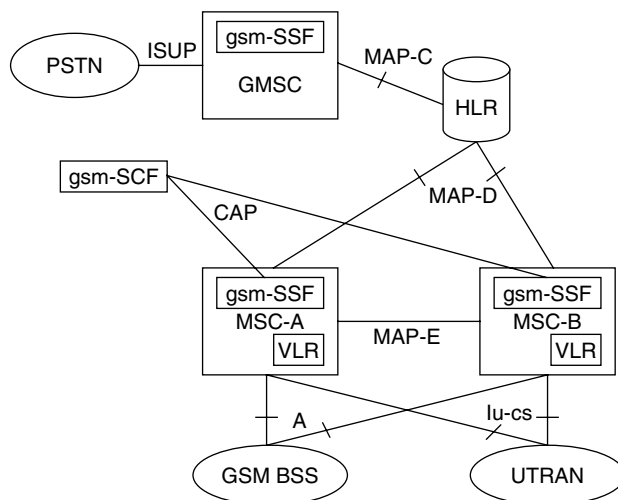 gsm-SSF
ISUP
MAP-C
PSTN
GMSC
HLR
gsm-SCF
MAP-D
CAP
gsm-SSF
gsm-SSF
MSC-A
MSC-B
MAP-E
VLR
VLR
A
Iu-cs
GSM BSS
UTRAN